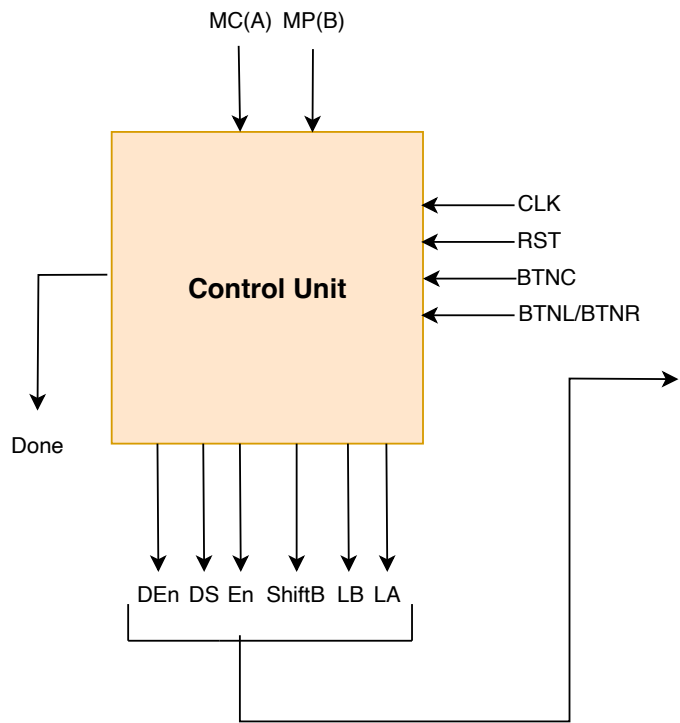 MC(A) MP(B)
CLK
RST
BTNC
BTNL/BTNR
Control Unit
Done
DEn DS En ShiftB LB LA